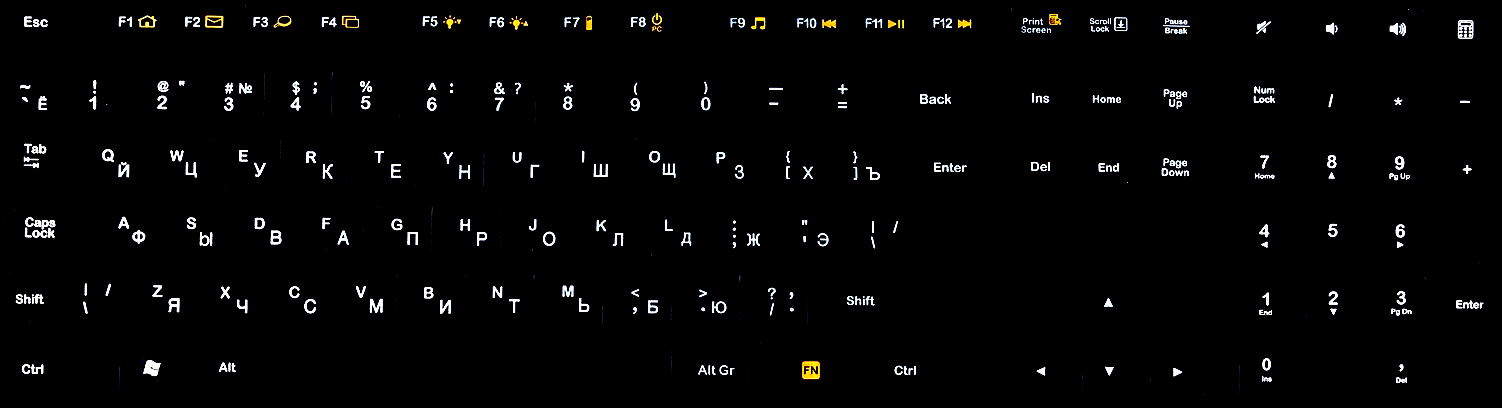 Esc F1 F2 F3 F4 F5 F6 F7 F8 PC F9 F10 F11 F12 Print Screen Scroll Lock Pause Break
~ ` Ё ! 1 @ " 2 # № 3 $ ; 4 % 5 ^ : 6 & ? 7 * 8 ( 9 ) 0 — - + = Back Ins Home Page Up Num Lock / * -
Tab Q Й W Ц E У R К T Е Y Н U Г I Ш O Щ P З { [ Х } ] Ъ Enter Del End Page Down 7 Home 8 9 Pg Up +
Caps Lock A Ф S Ы D В F А G П H Р J О K Л L Д : ; Ж " ' Э | \ / 4 5 6
Shift | \ / Z Я X Ч C С V М B И N Т M Ь < , Б > . Ю ? / , . Shift 1 End 2 3 Pg Dn Enter
Ctrl Alt Alt Gr FN Ctrl 0 Ins , Del